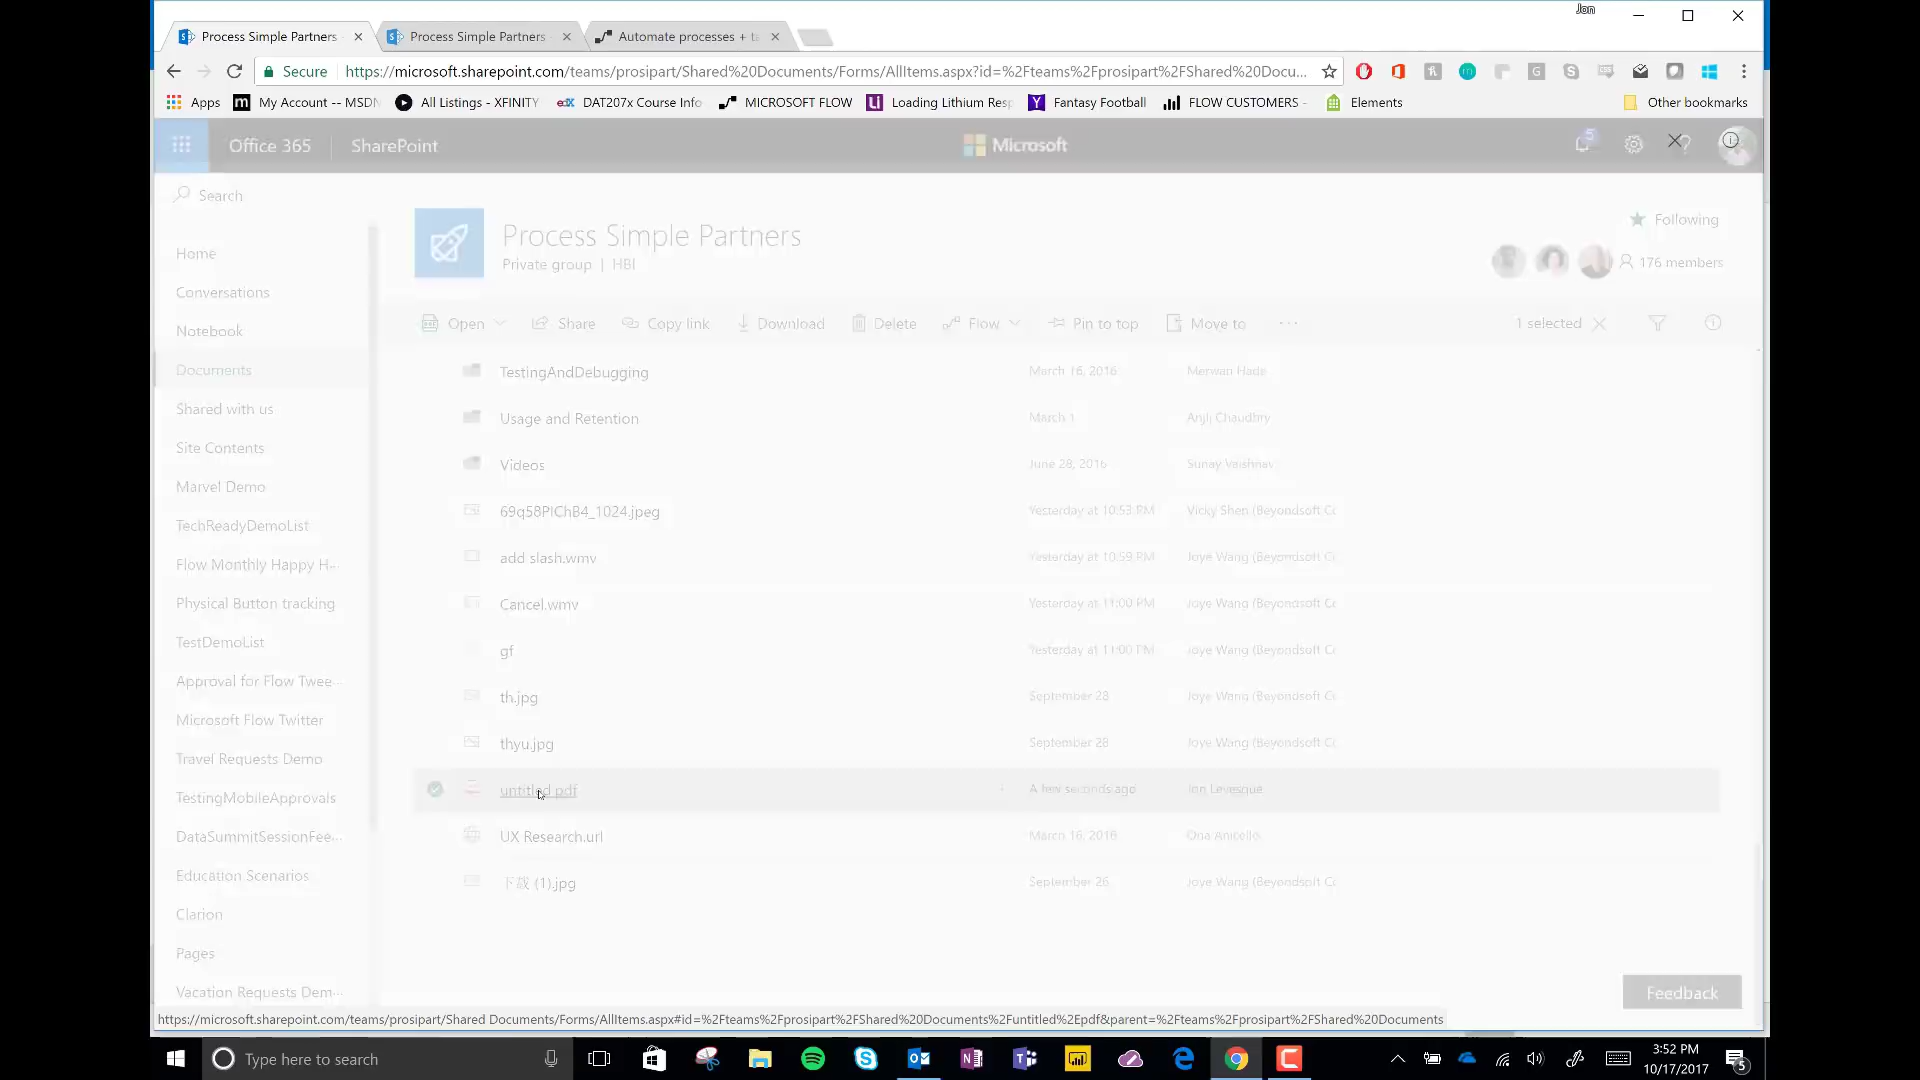 Jon
Process Simple Partners
Process Simple Partners
Automate processes + ta
Secure https://microsoft.sharepoint.com/teams/prosipart/Shared%20Documents/Forms/AllItems.aspx?id=%2Fteams%2Fprosipart%2FShared%20Docu...
Apps
My Account -- MSDN
All Listings - XFINITY
edX DAT207x Course Info
MICROSOFT FLOW
Loading Lithium Resp
Fantasy Football
FLOW CUSTOMERS -
Elements
Other bookmarks
Office 365
SharePoint
Microsoft
5
Search
Home
Conversations
Notebook
Documents
Shared with us
Site Contents
Marvel Demo
TechReadyDemoList
Flow Monthly Happy H...
Physical Button tracking
TestDemoList
Approval for Flow Twee...
Microsoft Flow Twitter
Travel Requests Demo
TestingMobileApprovals
DataSummitSessionFee...
Education Scenarios
Clarion
Pages
Vacation Requests Dem...
Process Simple Partners
Private group | HBI
Following
176 members
Open
Share
Copy link
Download
Delete
Flow
Pin to top
Move to
...
1 selected
TestingAndDebugging March 16, 2016 Merwan Hade
Usage and Retention March 1 Anjli Chaudhry
Videos June 28, 2016 Sunay Vaishnav
69q58PIChB4_1024.jpeg Yesterday at 10:53 PM Vicky Shen (Beyondsoft Co
add slash.wmv Yesterday at 10:59 PM Joye Wang (Beyondsoft Co
Cancel.wmv Yesterday at 11:00 PM Joye Wang (Beyondsoft Co
gf Yesterday at 11:00 PM Joye Wang (Beyondsoft Co
th.jpg September 28 Joye Wang (Beyondsoft Co
thyu.jpg September 28 Joye Wang (Beyondsoft Co
untitled.pdf A few seconds ago Jon Levesque
UX Research.url March 16, 2016 Ona Anicello
下载 (1).jpg September 26 Joye Wang (Beyondsoft Co
Feedback
https://microsoft.sharepoint.com/teams/prosipart/Shared Documents/Forms/AllItems.aspx#id=%2Fteams%2Fprosipart%2FShared%20Documents%2Funtitled%2Epdf&parent=%2Fteams%2Fprosipart%2FShared%20Documents
Type here to search
3:52 PM
10/17/2017
5